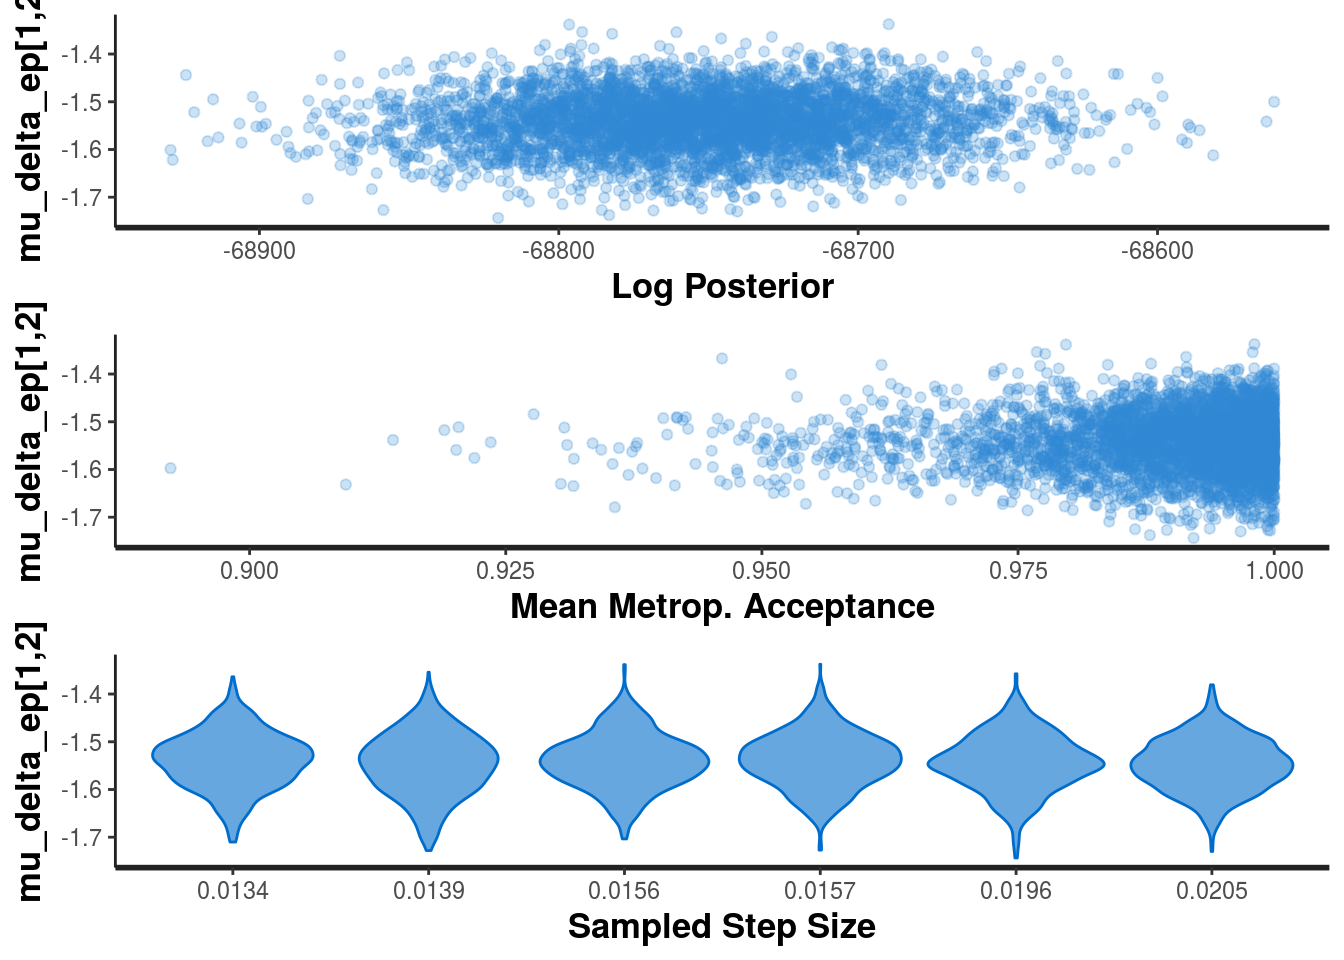 mu_delta_ep[1,2
-1.4
-1.5
-1.6
-1.7
-68900 -68800 -68700 -68600
Log Posterior
mu_delta_ep[1,2]
-1.4
-1.5
-1.6
-1.7
0.900 0.925 0.950 0.975 1.000
Mean Metrop. Acceptance
mu_delta_ep[1,2]
-1.4
-1.5
-1.6
-1.7
0.0134 0.0139 0.0156 0.0157 0.0196 0.0205
Sampled Step Size